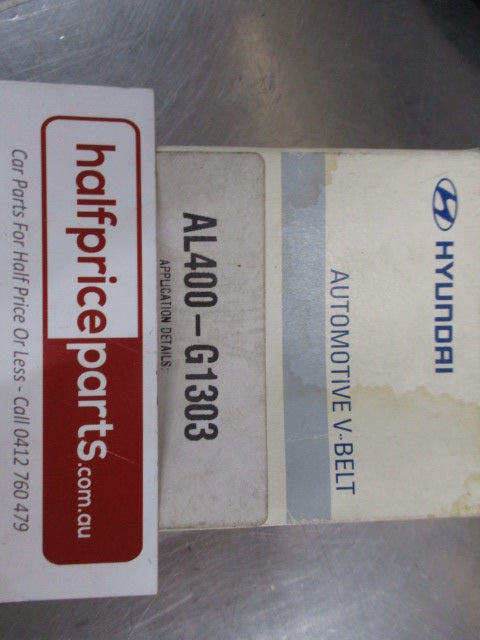 HYUNDAI
AUTOMOTIVE V-BELT
AL400-G1303
APPLICATION DETAILS:
halfpriceparts.com.au
Car Parts For Half Price Or Less - Call 0412 760 479